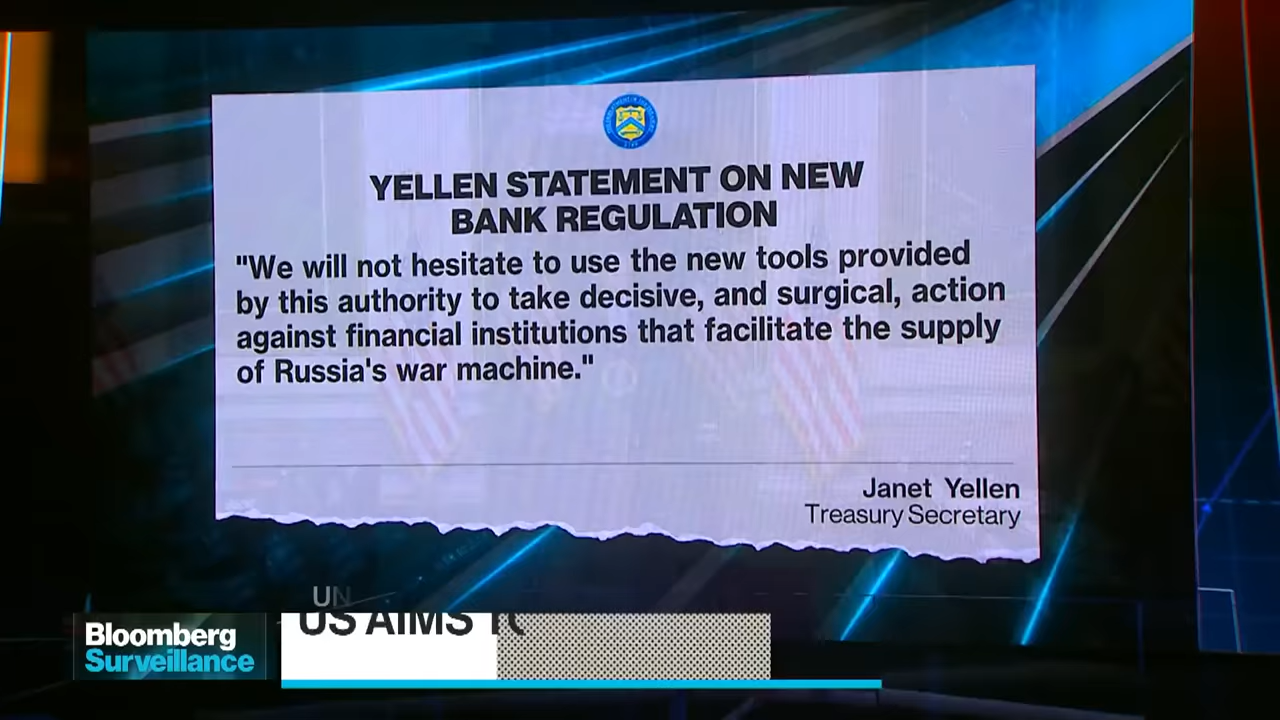 YELLEN STATEMENT ON NEW
BANK REGULATION
"We will not hesitate to use the new tools provided
by this authority to take decisive, and surgical, action
against financial institutions that facilitate the supply
of Russia's war machine."
Janet Yellen
Treasury Secretary
UN
US AIMS
Bloomberg
Surveillance